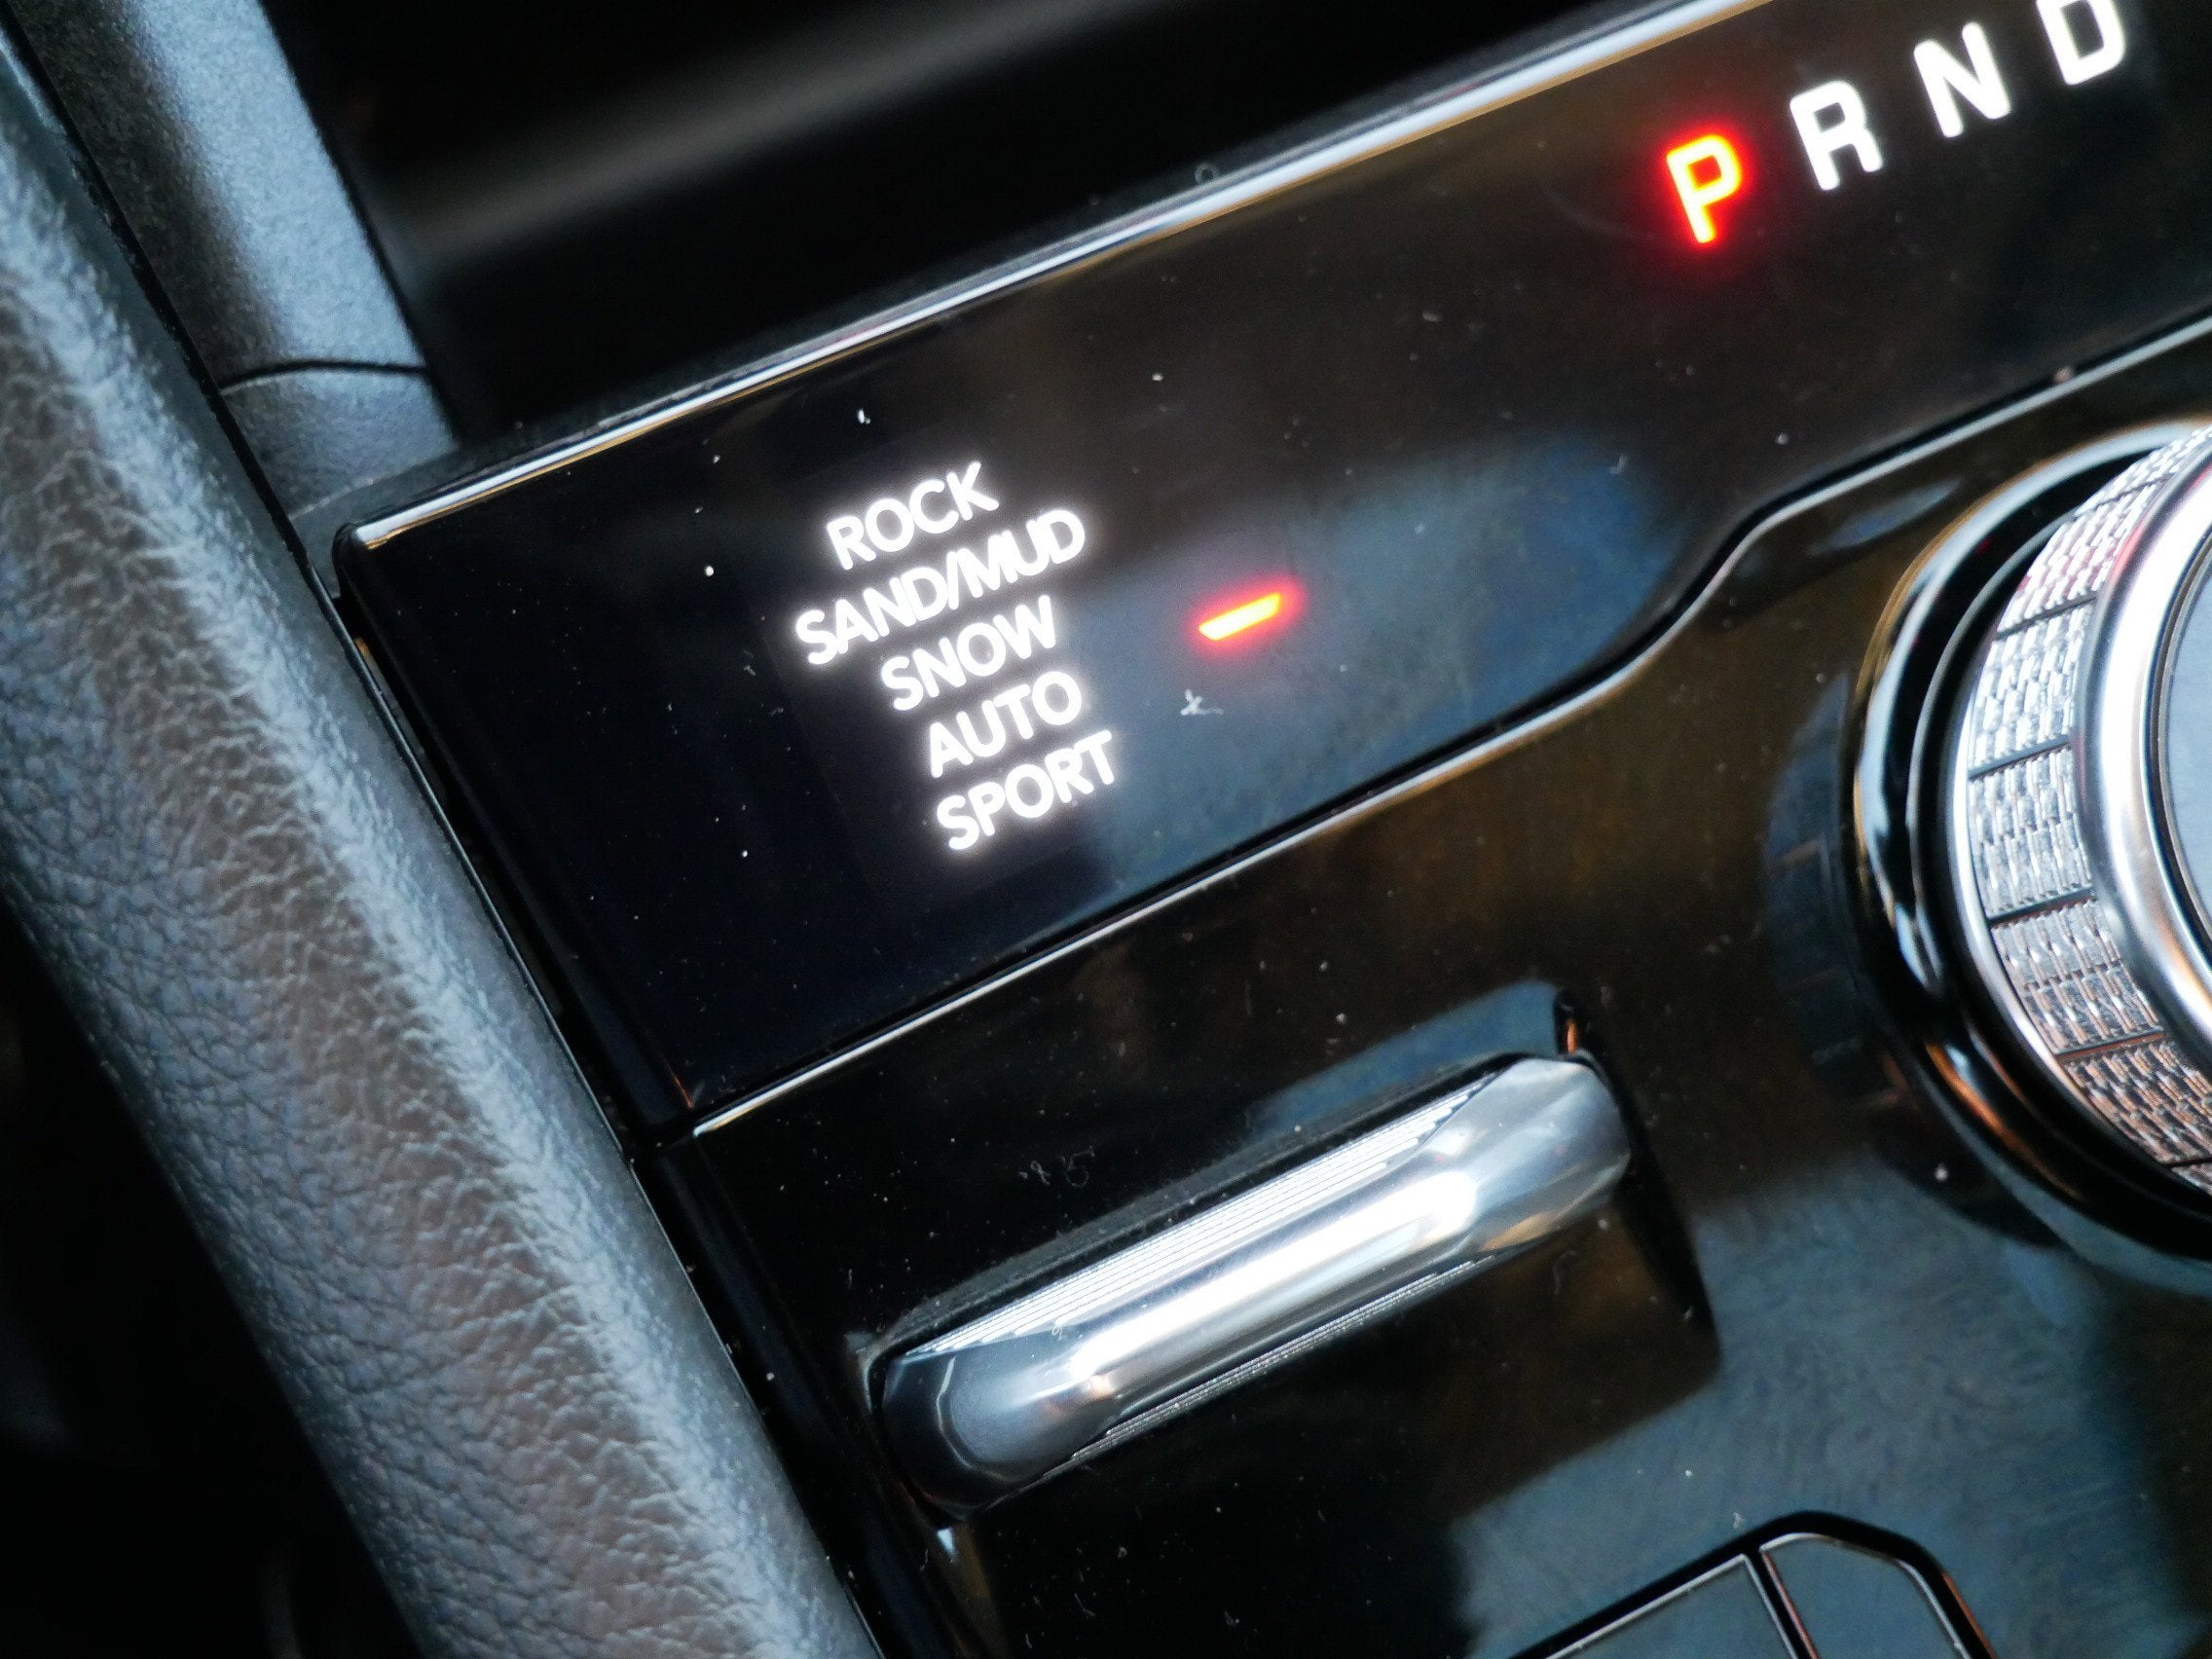 P R N D
ROCK
SAND/MUD
SNOW
AUTO
SPORT